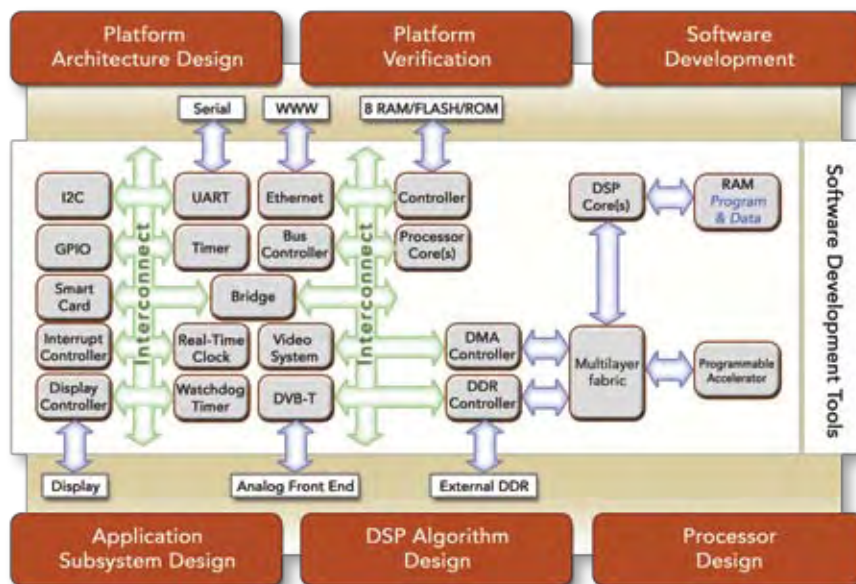 Platform
Architecture Design
Platform
Verification
Software
Development
Serial
WWW
8 RAM/FLASH/ROM
I2C
UART
Ethernet
Controller
DSP
Core(s)
RAM
Program
& Data
GPIO
Timer
Bus
Controller
Processor
Core(s)
Interconnect
Interconnect
Smart
Card
Bridge
Interrupt
Controller
Real-Time
Clock
Video
System
DMA
Controller
Multilayer
fabric
Programmable
Accelerator
Display
Controller
Watchdog
Timer
DVB-T
DDR
Controller
Software Development Tools
Display
Analog Front End
External DDR
Application
Subsystem Design
DSP Algorithm
Design
Processor
Design